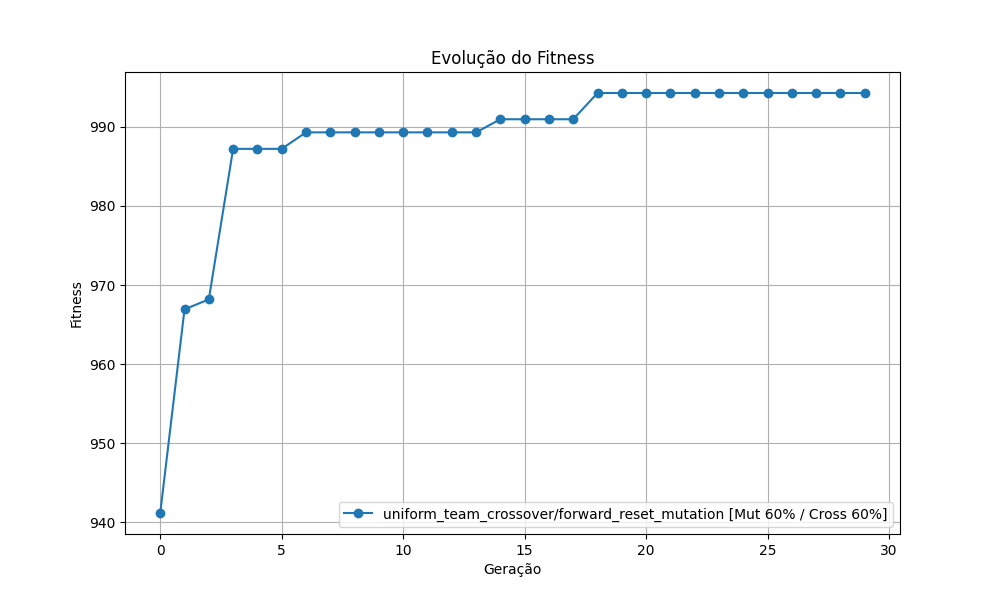 Evolução do Fitness
Fitness
990
980
970
960
950
940
uniform_team_crossover/forward_reset_mutation [Mut 60% / Cross 60%]
0 5 10 15 20 25 30
Geração